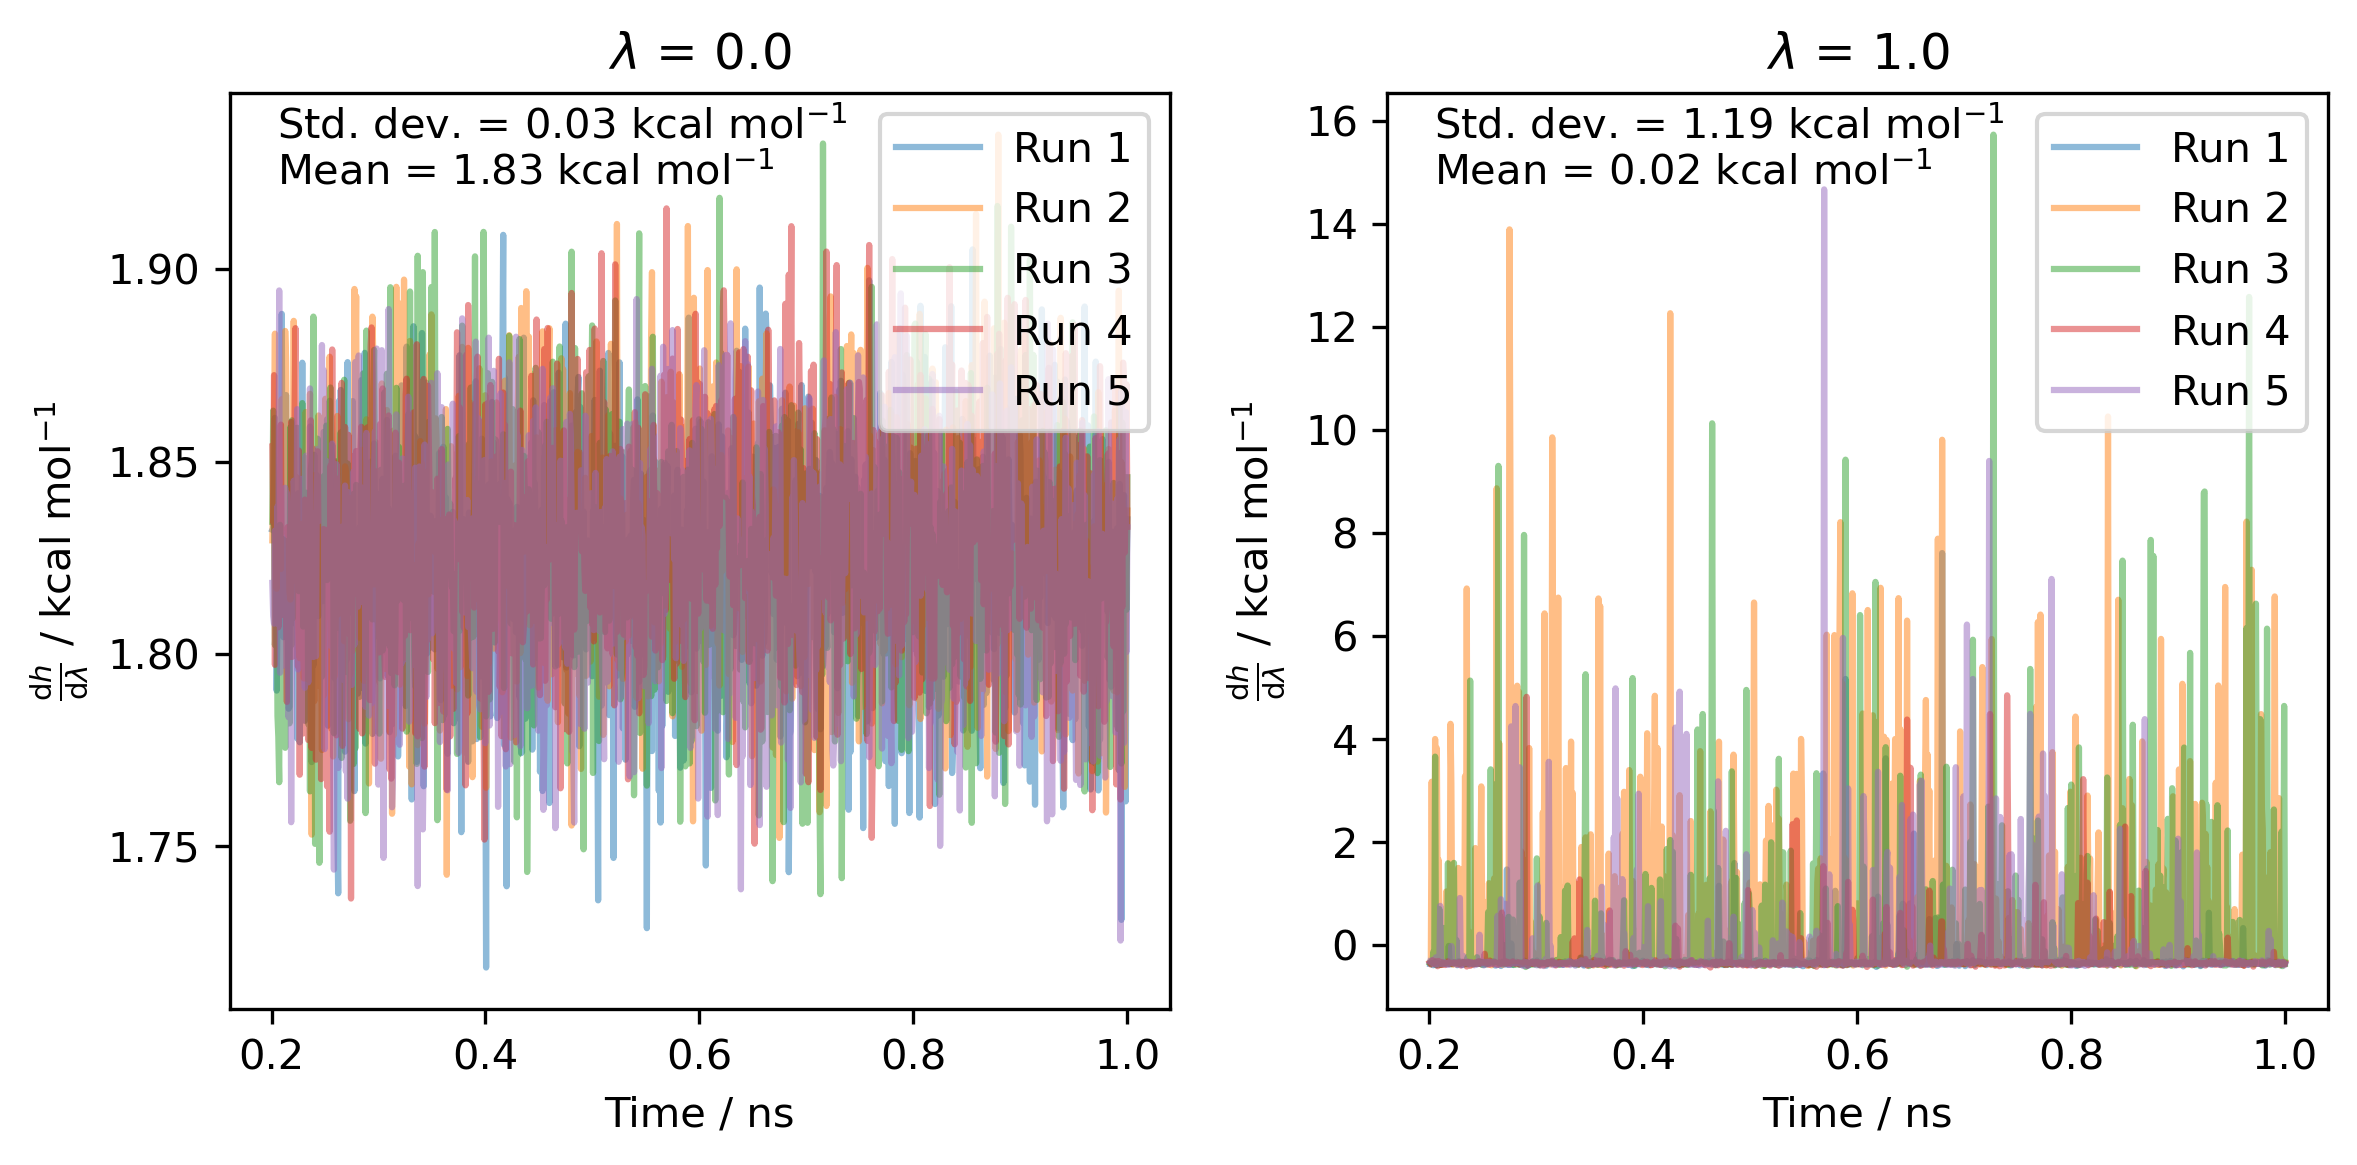 λ = 0.0
Std. dev. = 0.03 kcal mol⁻¹
Mean = 1.83 kcal mol⁻¹
Run 1
Run 2
Run 3
Run 4
Run 5
1.90
1.85
1.80
1.75
dh/dλ / kcal mol⁻¹
0.2 0.4 0.6 0.8 1.0
Time / ns
λ = 1.0
Std. dev. = 1.19 kcal mol⁻¹
Mean = 0.02 kcal mol⁻¹
Run 1
Run 2
Run 3
Run 4
Run 5
16
14
12
10
8
6
4
2
0
dh/dλ / kcal mol⁻¹
0.2 0.4 0.6 0.8 1.0
Time / ns